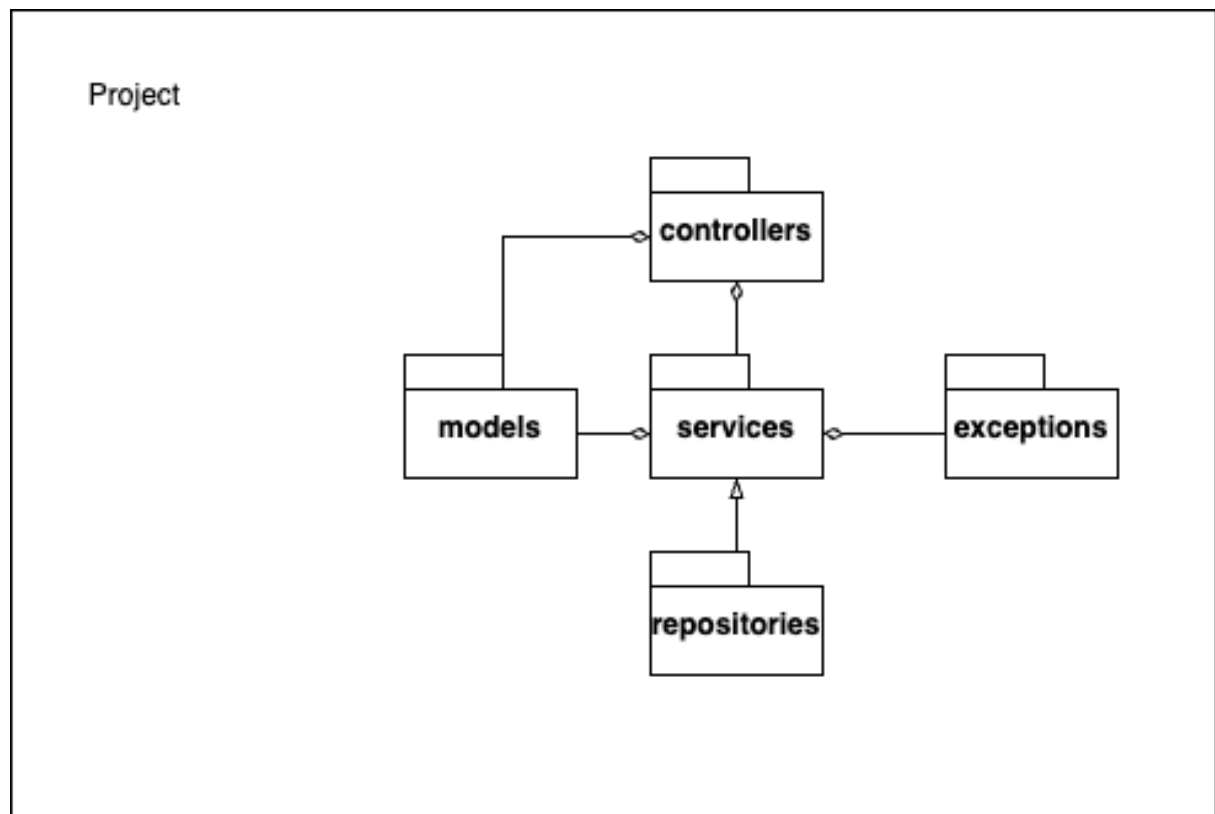 Project
controllers
models
services
exceptions
repositories